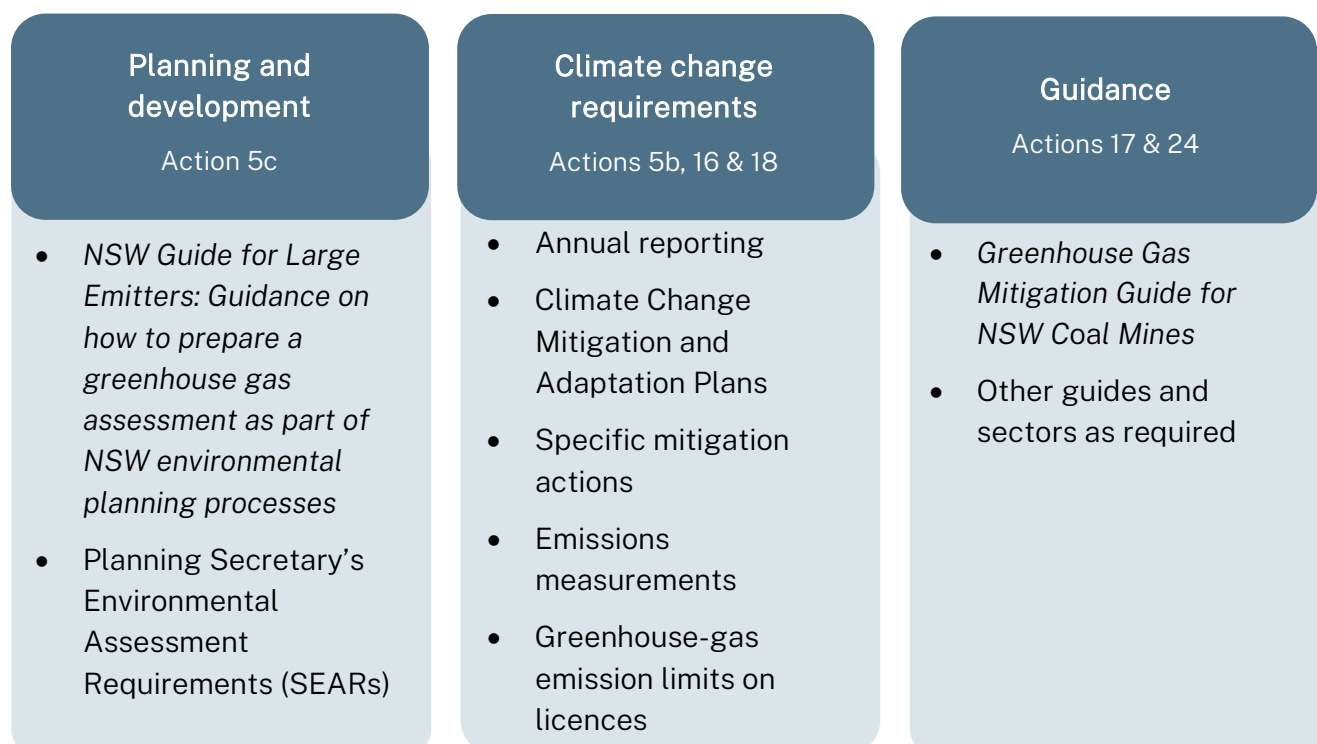 Planning and
development
Action 5c
• NSW Guide for Large
Emitters: Guidance on
how to prepare a
greenhouse gas
assessment as part of
NSW environmental
planning processes
• Planning Secretary’s
Environmental
Assessment
Requirements (SEARs)
Climate change
requirements
Actions 5b, 16 & 18
• Annual reporting
• Climate Change
Mitigation and
Adaptation Plans
• Specific mitigation
actions
• Emissions
measurements
• Greenhouse-gas
emission limits on
licences
Guidance
Actions 17 & 24
• Greenhouse Gas
Mitigation Guide for
NSW Coal Mines
• Other guides and
sectors as required